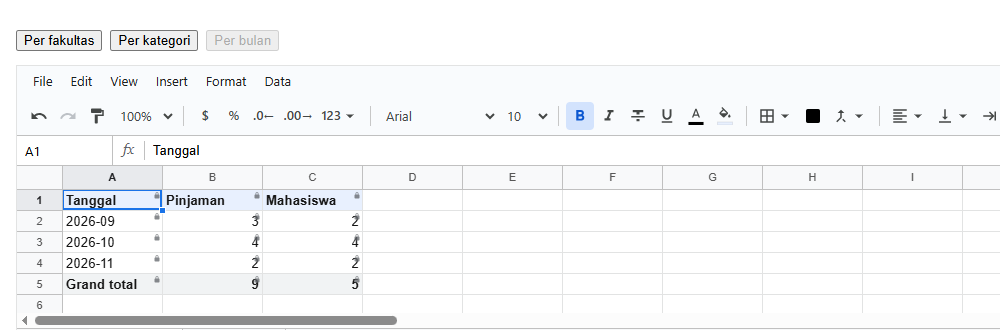 Per fakultas Per kategori Per bulan
File Edit View Insert Format Data
100% $ % .0← .00→ 123 Arial 10 B I S U A
A1 fx Tanggal
A B C D E F G H I
1 Tanggal Pinjaman Mahasiswa
2 2026-09 3 2
3 2026-10 4 4
4 2026-11 2 2
5 Grand total 9 5
6